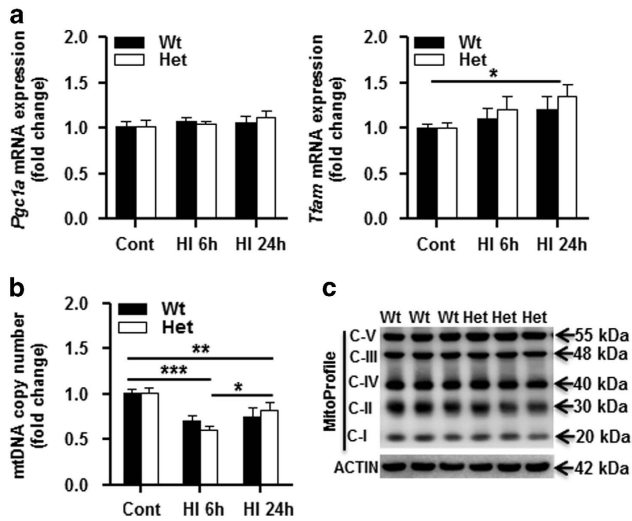 a
Pgc1a mRNA expression
(fold change)
2.0
1.5
1.0
0.5
0.0
Wt
Het
Cont HI 6h HI 24h
Tfam mRNA expression
(fold change)
2.0
1.5
1.0
0.5
0.0
Wt
Het
*
Cont HI 6h HI 24h
b
mtDNA copy number
(fold change)
2.0
1.5
1.0
0.5
0.0
Wt
Het
**
***
*
Cont HI 6h HI 24h
c
Wt Wt Wt Het Het Het
MitoProfile
C-V 55 kDa
C-III 48 kDa
C-IV 40 kDa
C-II 30 kDa
C-I 20 kDa
ACTIN 42 kDa